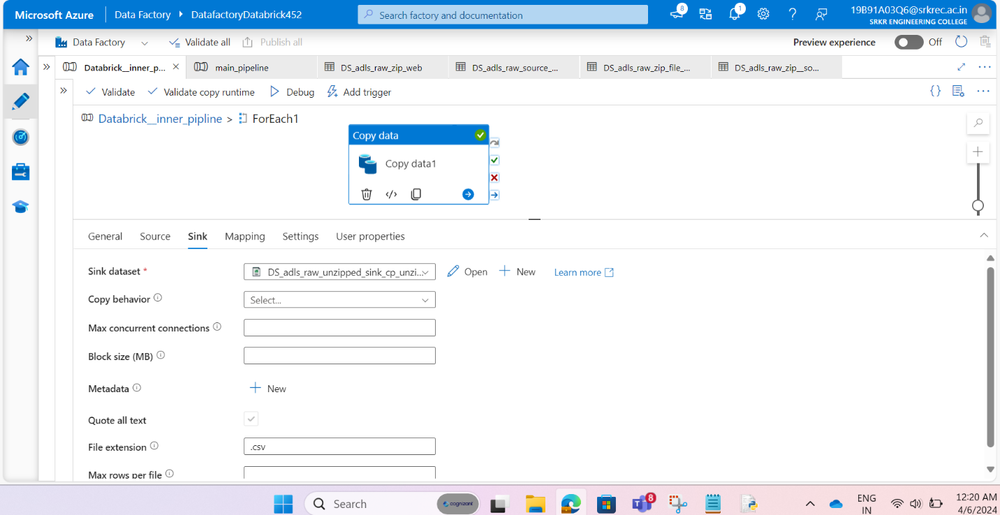 Microsoft Azure Data Factory DatafactoryDatabrick452 Search factory and documentation 8 1 19B91A03Q6@srkrec.ac.in
SRKR ENGINEERING COLLEGE
Data Factory Validate all Publish all Preview experience Off
Databrick__inner_p... main_pipeline DS_adls_raw_zip_web DS_adls_raw_source_... DS_adls_raw_zip_file_... DS_adls_raw_zip__so...
Validate Validate copy runtime Debug Add trigger
Databrick__inner_pipline > ForEach1
Copy data
Copy data1
General Source Sink Mapping Settings User properties
Sink dataset * DS_adls_raw_unzipped_sink_cp_unzi... Open New Learn more
Copy behavior Select...
Max concurrent connections
Block size (MB)
Metadata New
Quote all text
File extension .csv
Max rows per file
Search cognizant 8 ENG
IN
12:20 AM
4/6/2024